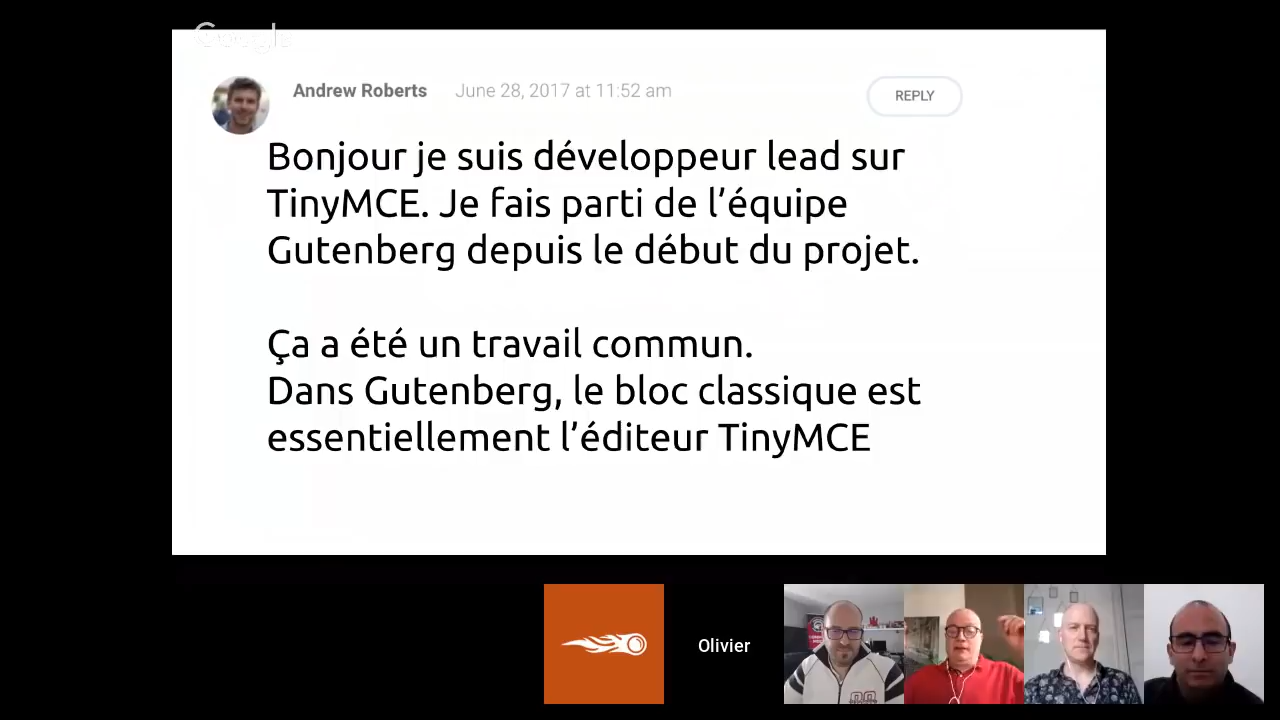 Google
Andrew Roberts June 28, 2017 at 11:52 am REPLY
Bonjour je suis développeur lead sur
TinyMCE. Je fais parti de l’équipe
Gutenberg depuis le début du projet.
Ça a été un travail commun.
Dans Gutenberg, le bloc classique est
essentiellement l’éditeur TinyMCE
Olivier